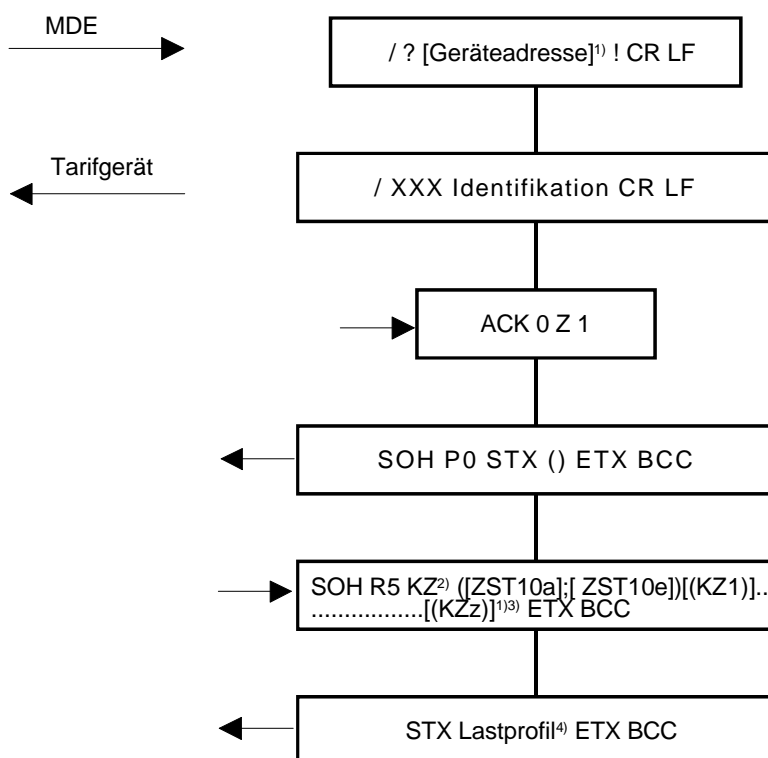 MDE
/ ? [Geräteadresse]¹⁾ ! CR LF
Tarifgerät
/ XXX Identifikation CR LF
ACK 0 Z 1
SOH P0 STX () ETX BCC
SOH R5 KZ²⁾ ([ZST10a];[ ZST10e])[(KZ1)]..
.................[(KZz)]¹⁾³⁾ ETX BCC
STX Lastprofil⁴⁾ ETX BCC